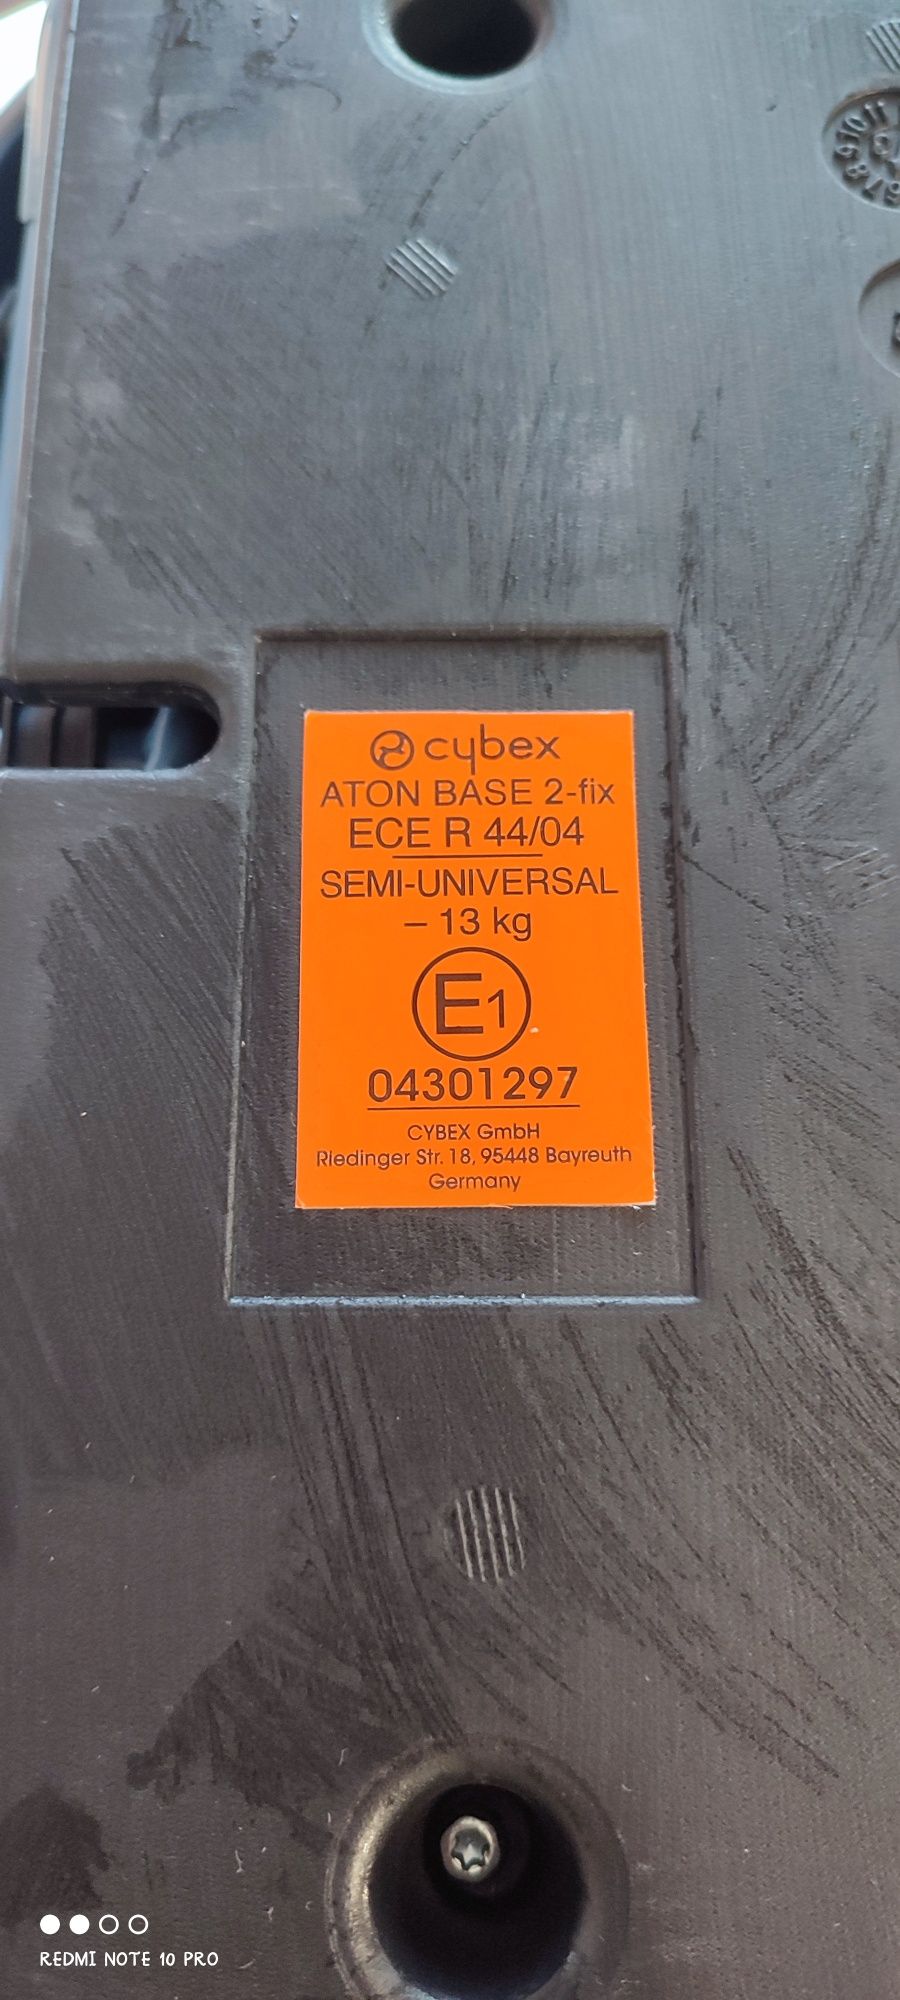 cybex
ATON BASE 2-fix
ECE R 44/04
SEMI-UNIVERSAL
– 13 kg
E1
04301297
CYBEX GmbH
Riedinger Str. 18, 95448 Bayreuth
Germany
REDMI NOTE 10 PRO